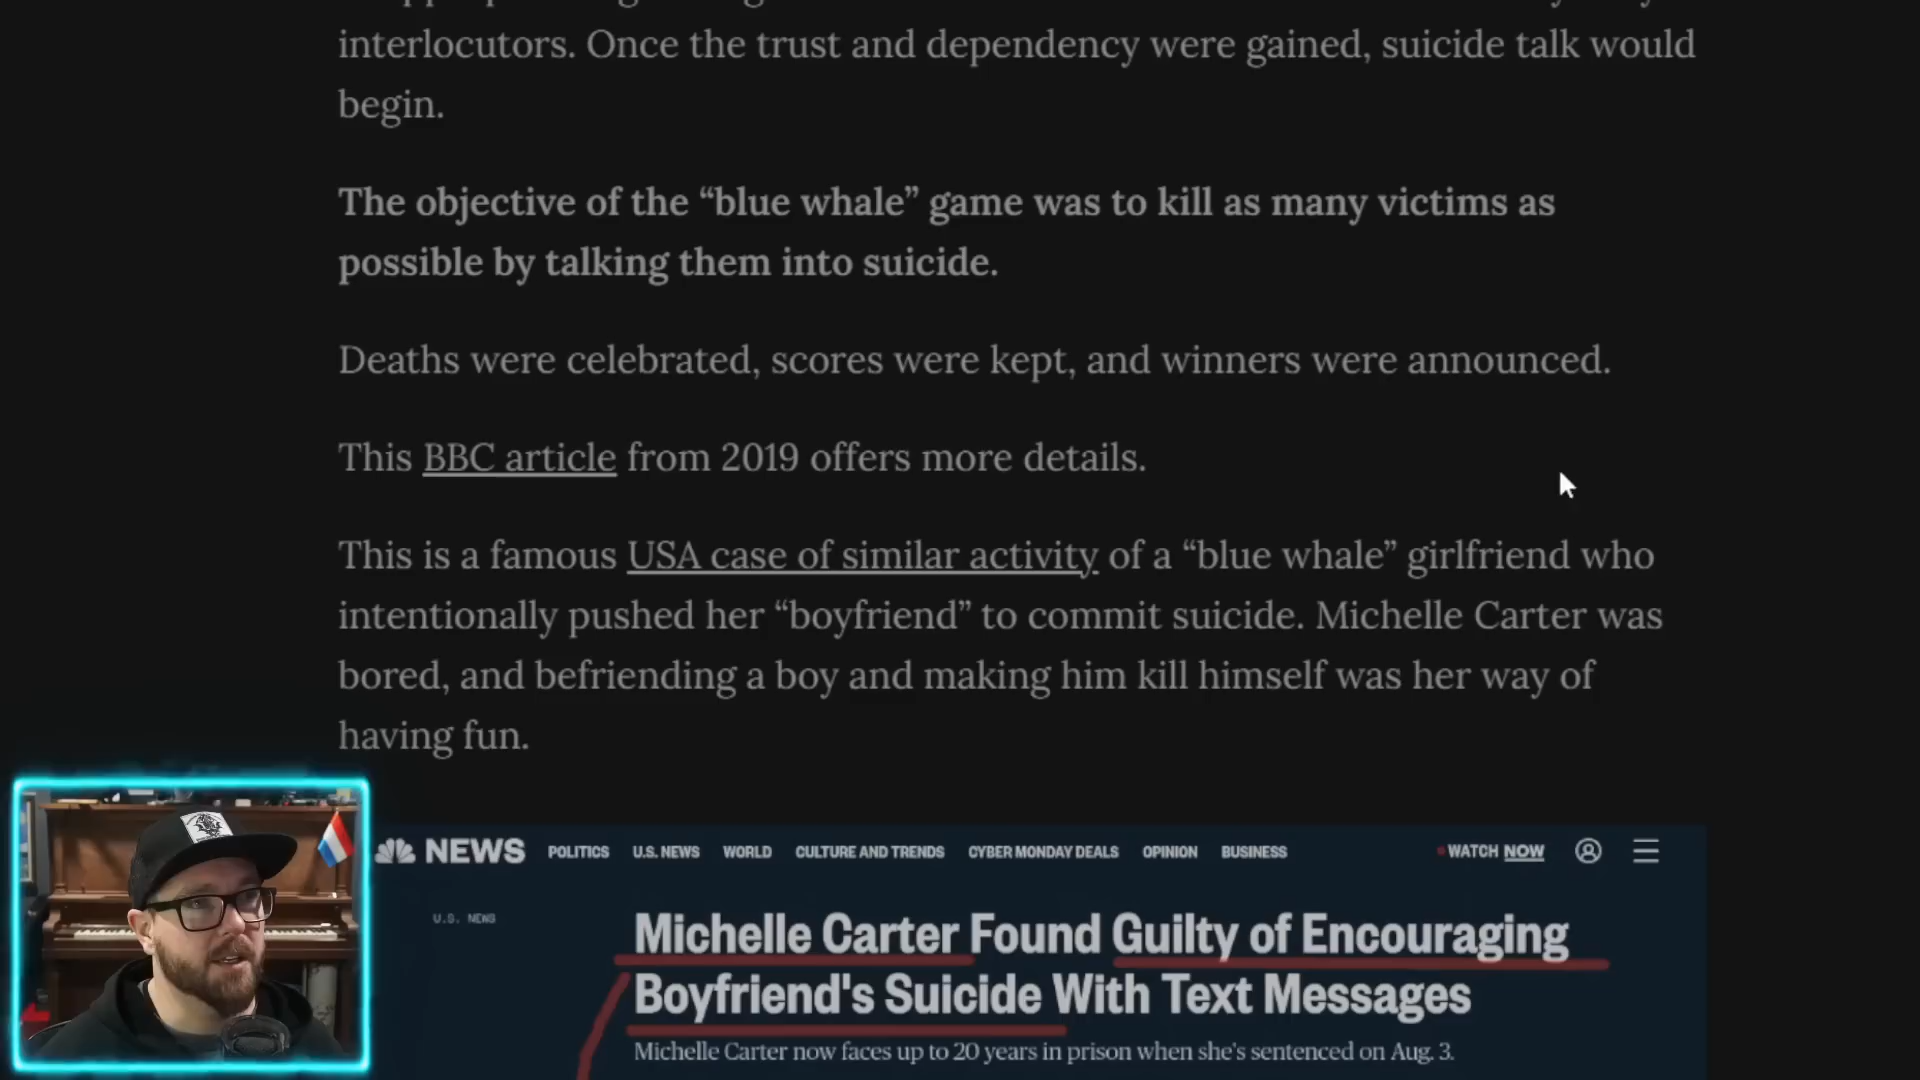 interlocutors. Once the trust and dependency were gained, suicide talk would
begin.
The objective of the “blue whale” game was to kill as many victims as
possible by talking them into suicide.
Deaths were celebrated, scores were kept, and winners were announced.
This BBC article from 2019 offers more details.
This is a famous USA case of similar activity of a “blue whale” girlfriend who
intentionally pushed her “boyfriend” to commit suicide. Michelle Carter was
bored, and befriending a boy and making him kill himself was her way of
having fun.
NEWS POLITICS U.S. NEWS WORLD CULTURE AND TRENDS CYBER MONDAY DEALS OPINION BUSINESS WATCH NOW
U.S. NEWS
Michelle Carter Found Guilty of Encouraging
Boyfriend's Suicide With Text Messages
Michelle Carter now faces up to 20 years in prison when she's sentenced on Aug. 3.